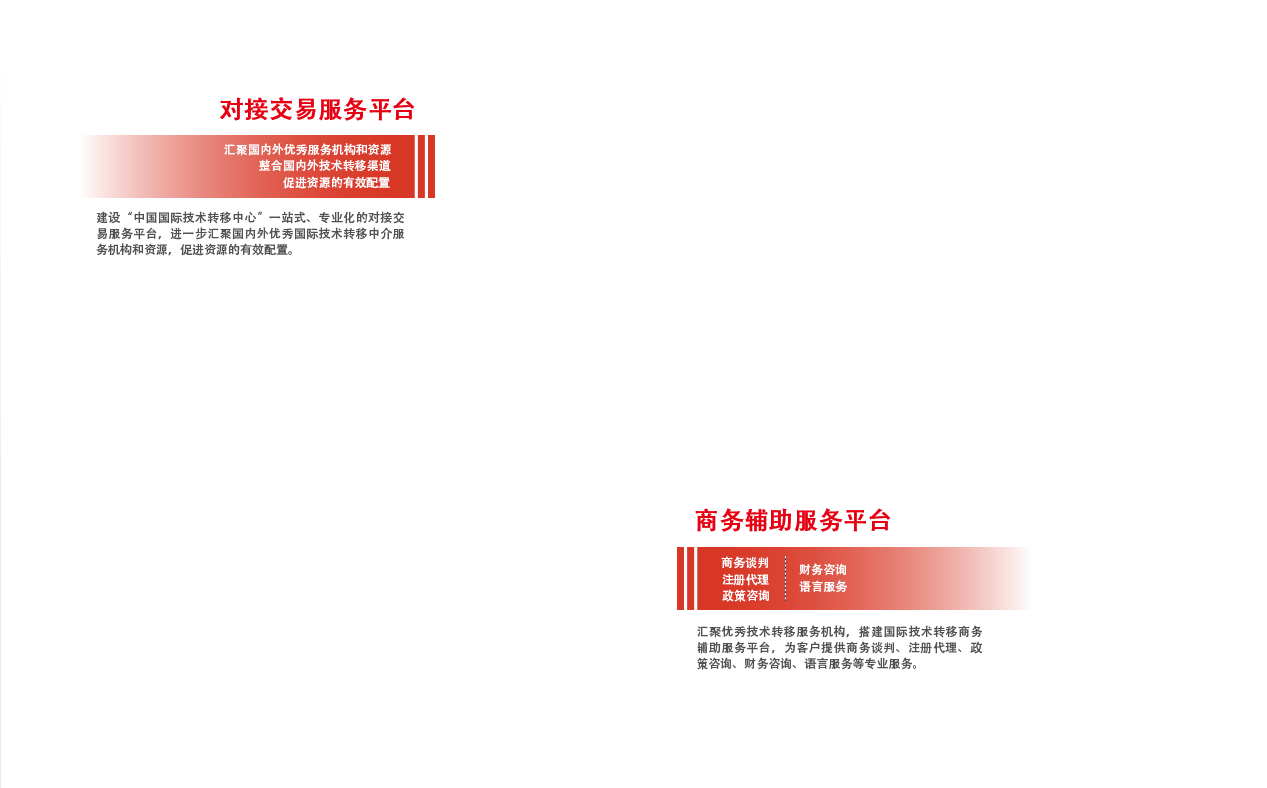 对接交易服务平台
汇聚国内外优秀服务机构和资源
整合国内外技术转移渠道
促进资源的有效配置
建设“中国国际技术转移中心”一站式、专业化的对接交
易服务平台，进一步汇聚国内外优秀国际技术转移中介服
务机构和资源，促进资源的有效配置。
商务辅助服务平台
商务谈判
注册代理
政策咨询
财务咨询
语言服务
汇聚优秀技术转移服务机构，搭建国际技术转移商务
辅助服务平台，为客户提供商务谈判、注册代理、政
策咨询、财务咨询、语言服务等专业服务。